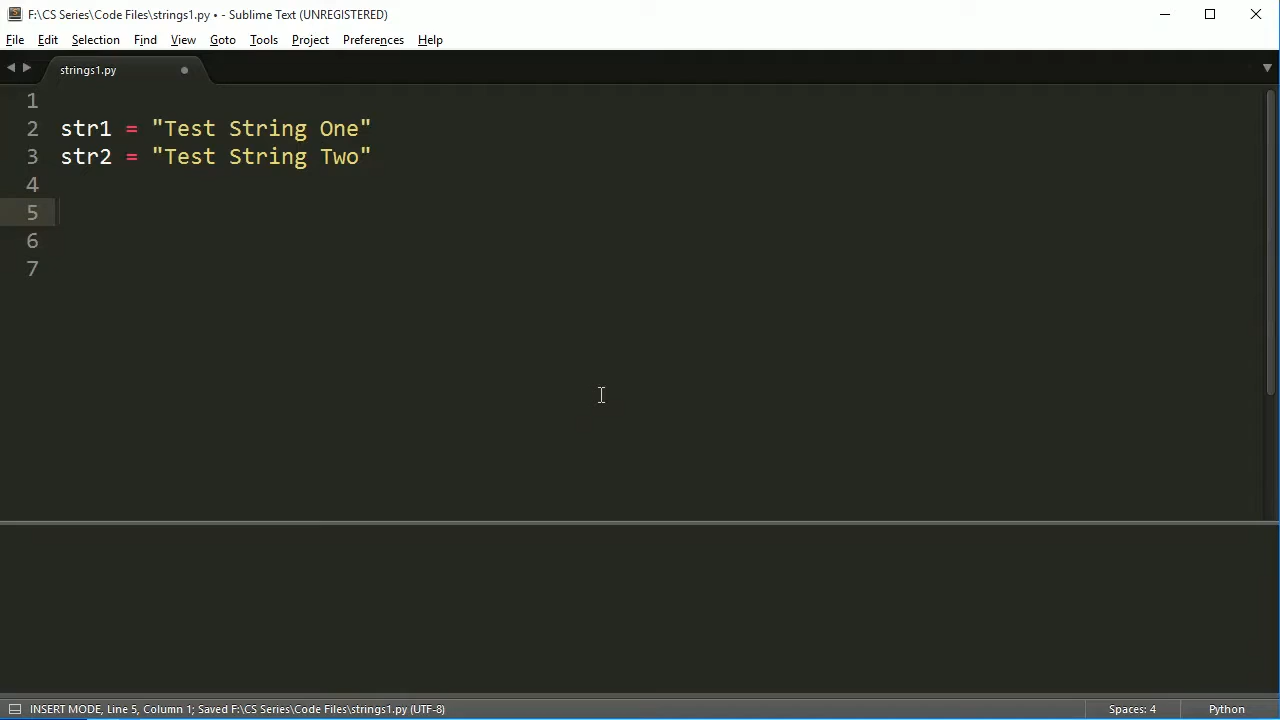 F:\CS Series\Code Files\strings1.py • - Sublime Text (UNREGISTERED)
File Edit Selection Find View Goto Tools Project Preferences Help
strings1.py
1
2 str1 = "Test String One"
3 str2 = "Test String Two"
4
5
6
7
INSERT MODE, Line 5, Column 1; Saved F:\CS Series\Code Files\strings1.py (UTF-8) Spaces: 4 Python